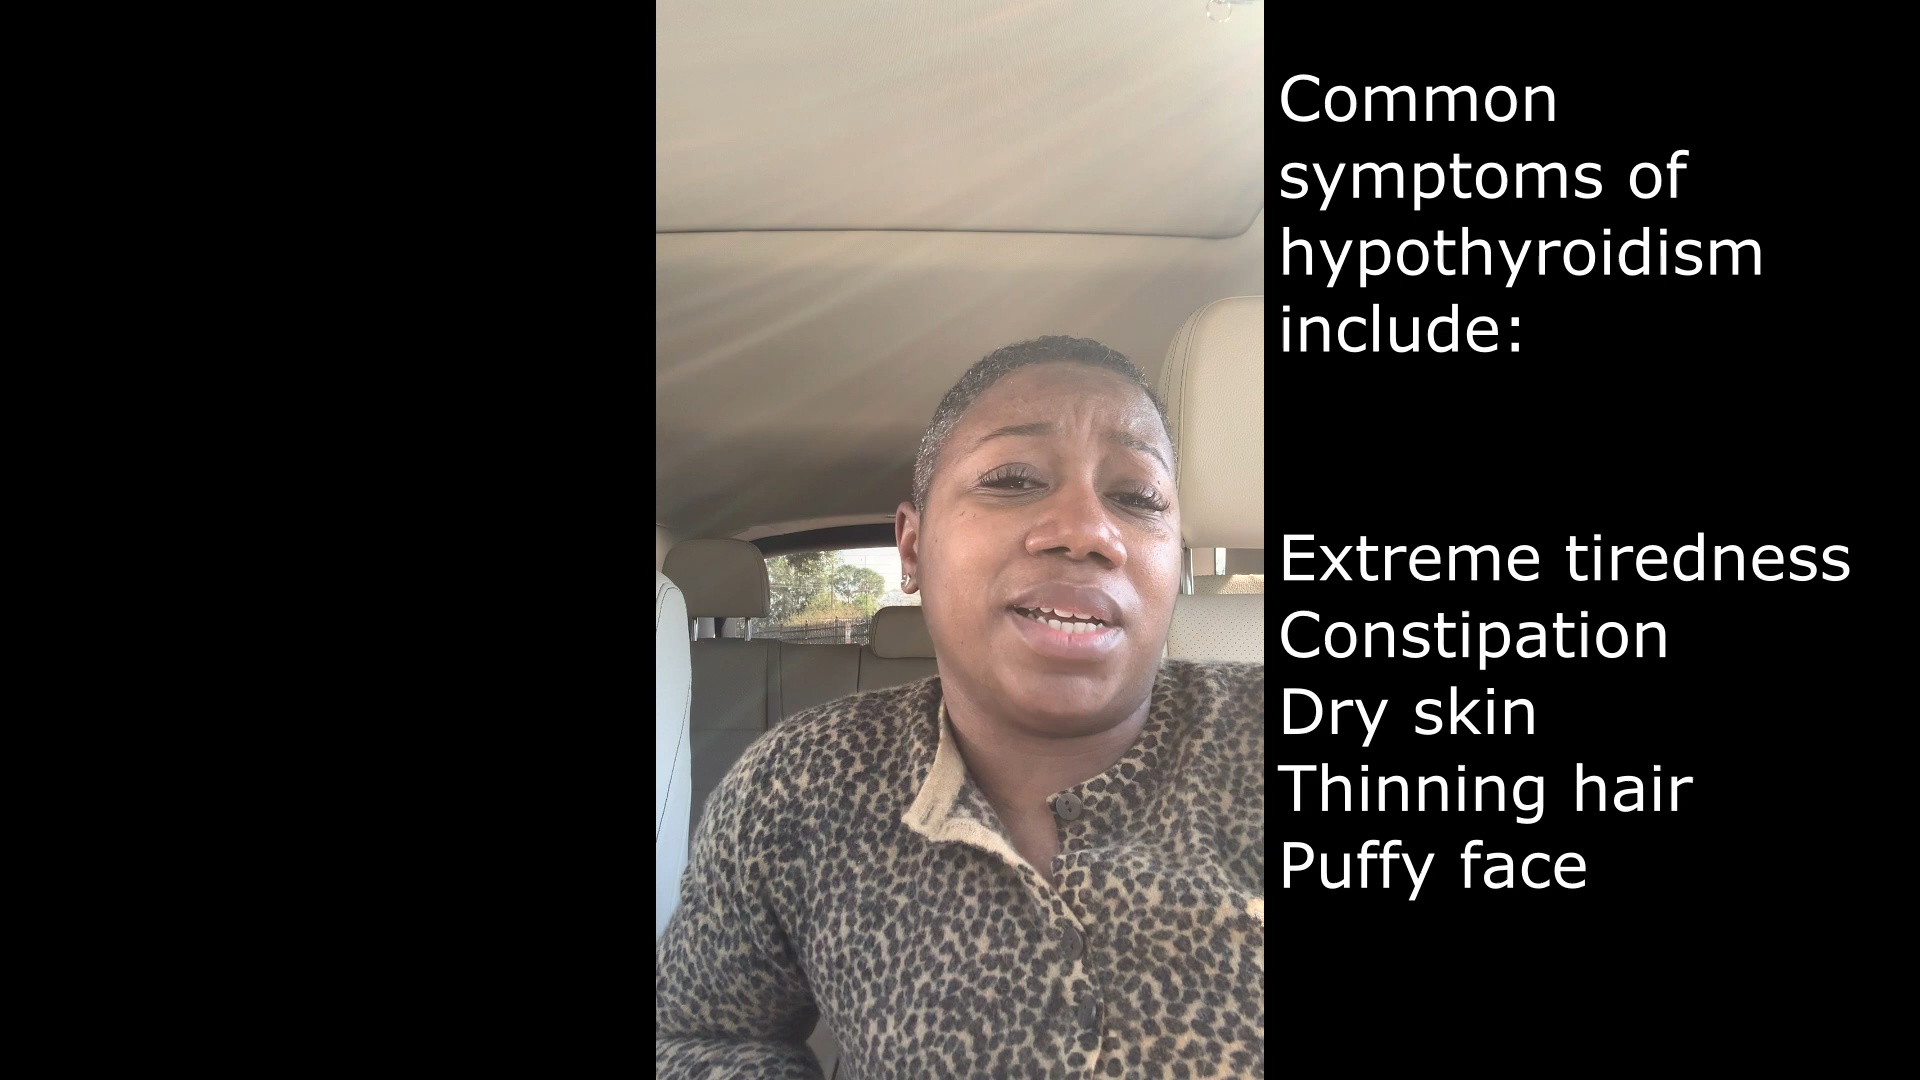 Common
symptoms of
hypothyroidism
include:
Extreme tiredness
Constipation
Dry skin
Thinning hair
Puffy face